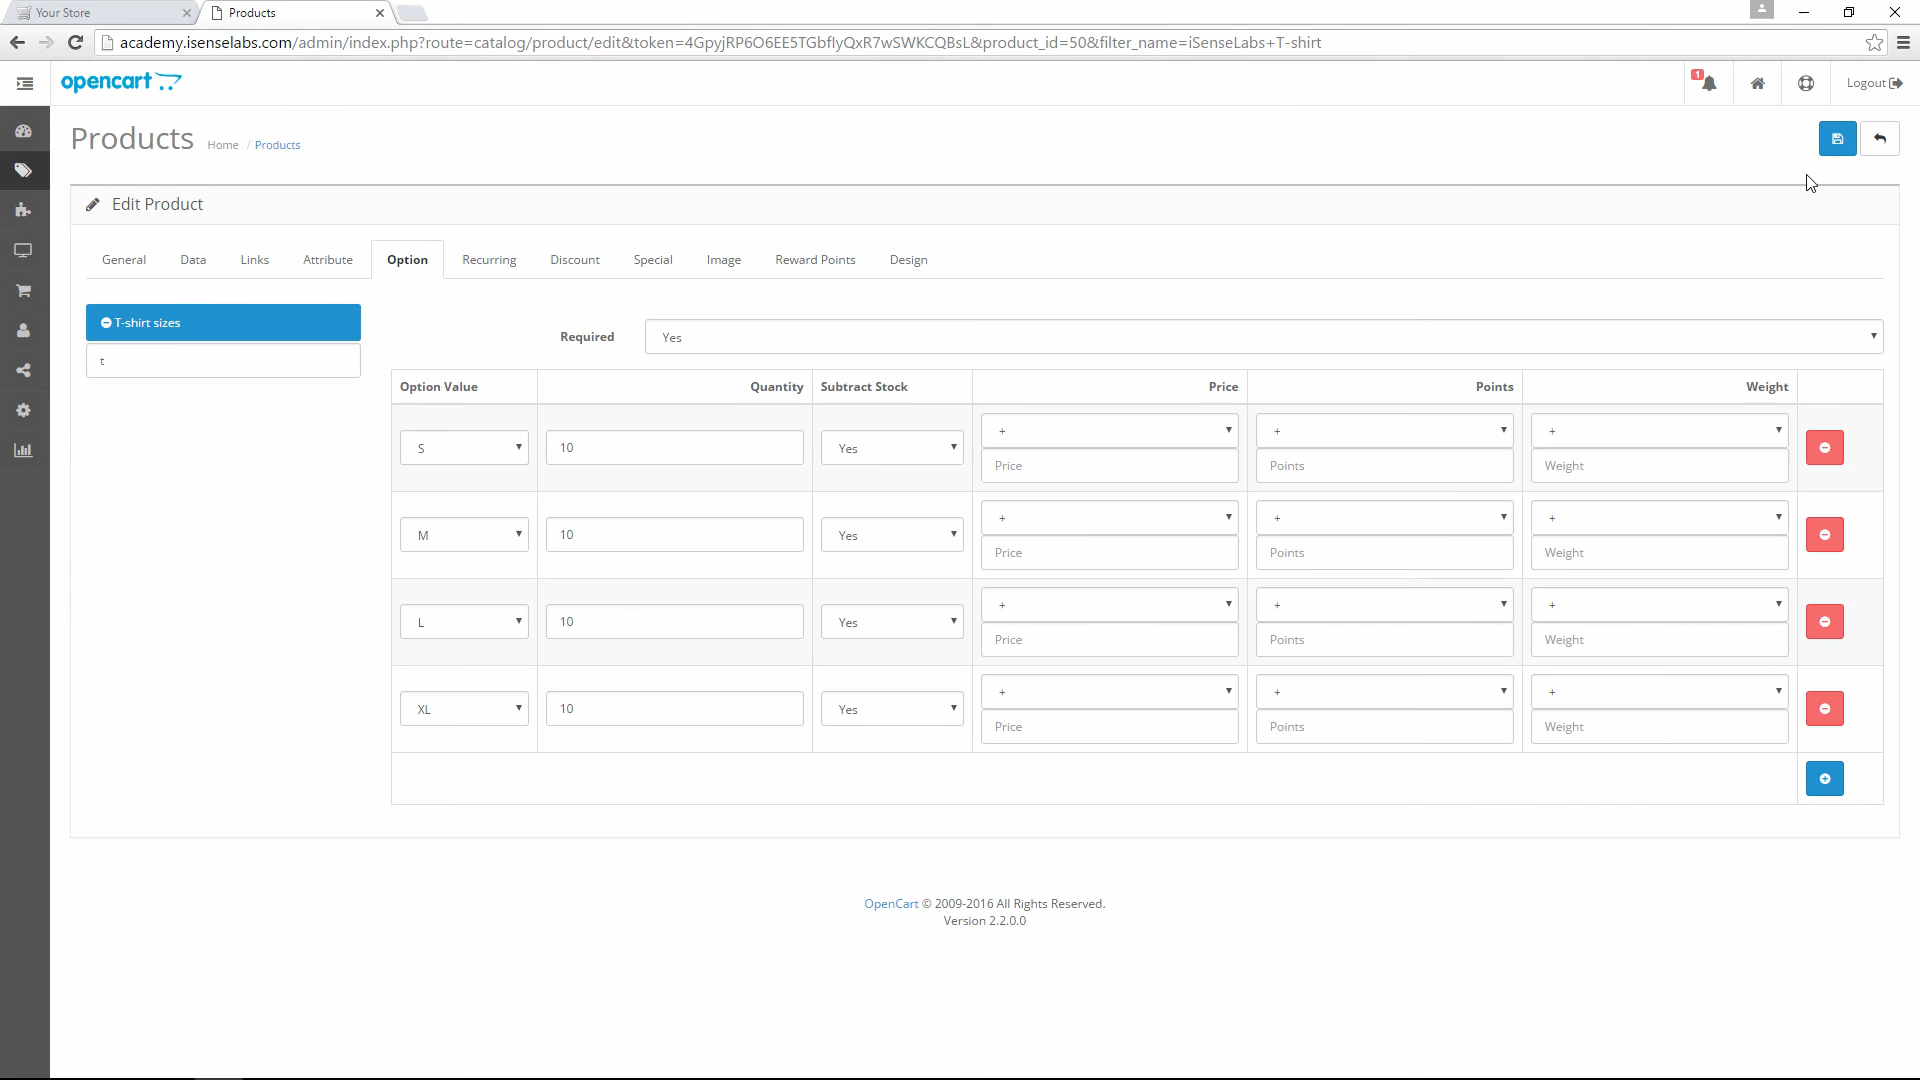 Your Store
Products
academy.isenselabs.com/admin/index.php?route=catalog/product/edit&token=4GpyjRP6O6EE5TGbflyQxR7wSWKCQBsL&product_id=50&filter_name=iSenseLabs+T-shirt
opencart
1
Logout
Products
Home / Products
Edit Product
General Data Links Attribute Option Recurring Discount Special Image Reward Points Design
T-shirt sizes
t
Required Yes
Option Value Quantity Subtract Stock Price Points Weight
S 10 Yes + + +
Price Points Weight
M 10 Yes + + +
Price Points Weight
L 10 Yes + + +
Price Points Weight
XL 10 Yes + + +
Price Points Weight
OpenCart © 2009-2016 All Rights Reserved.
Version 2.2.0.0